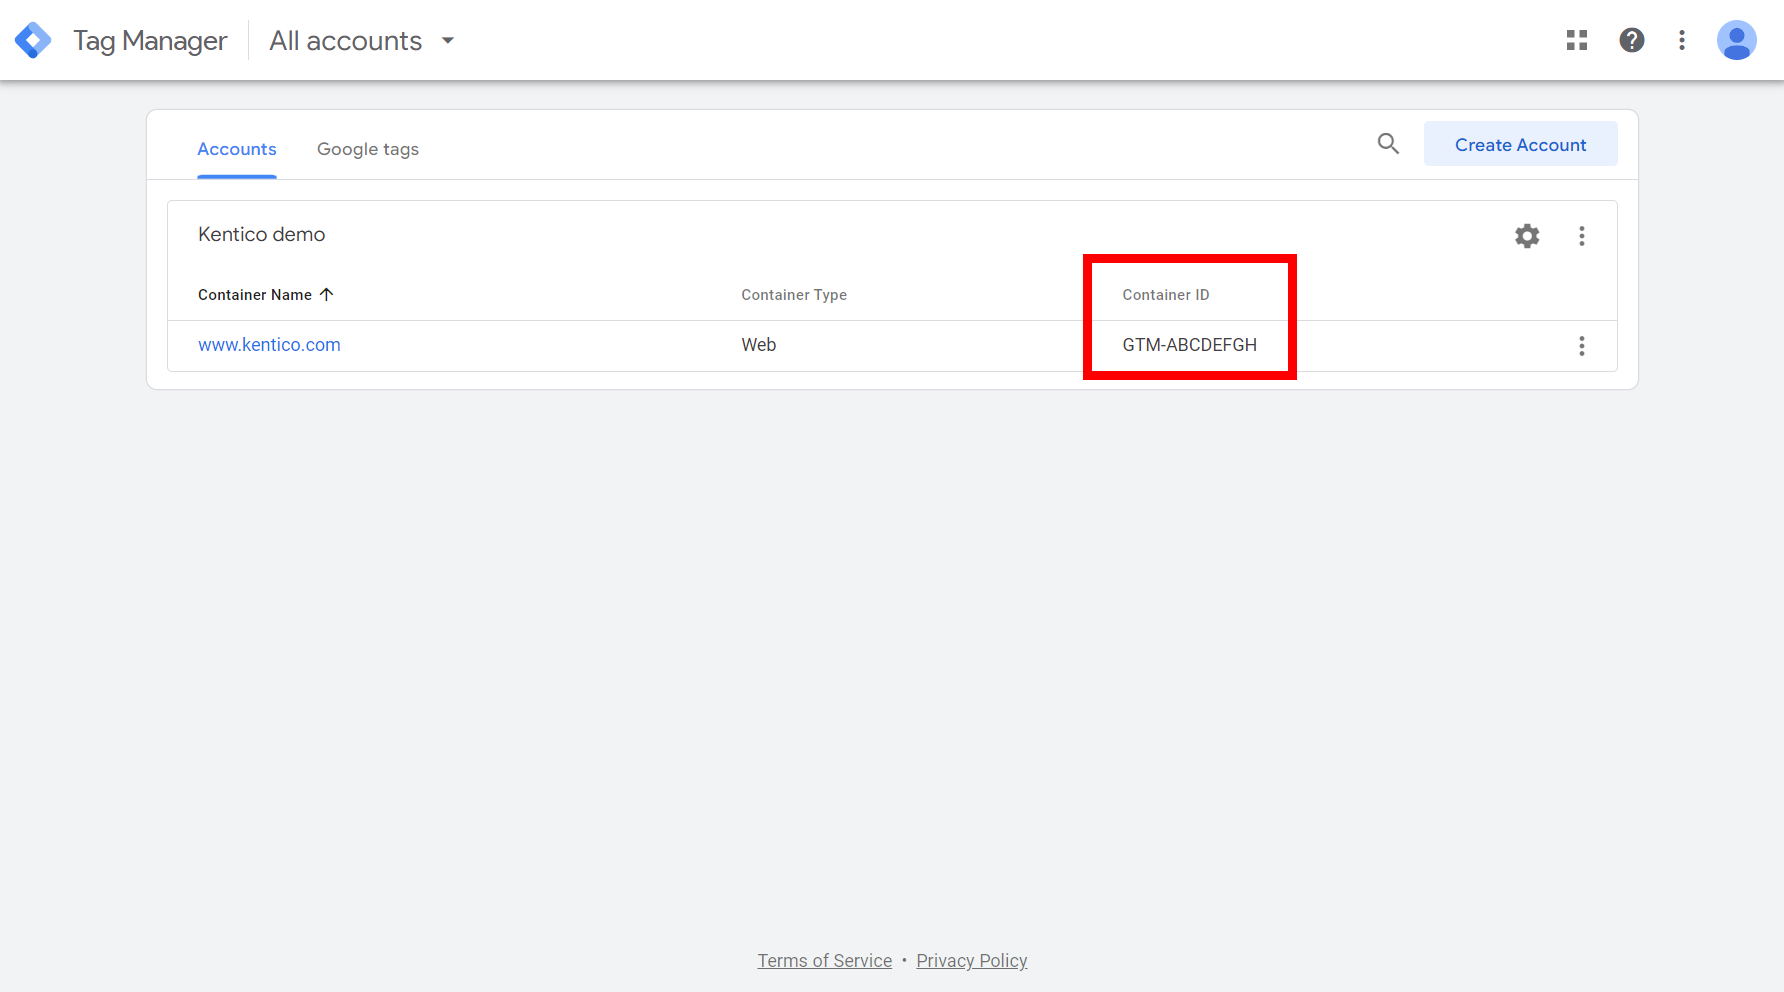 Tag Manager All accounts
Accounts Google tags Create Account
Kentico demo
Container Name Container Type Container ID
www.kentico.com Web GTM-ABCDEFGH
Terms of Service • Privacy Policy